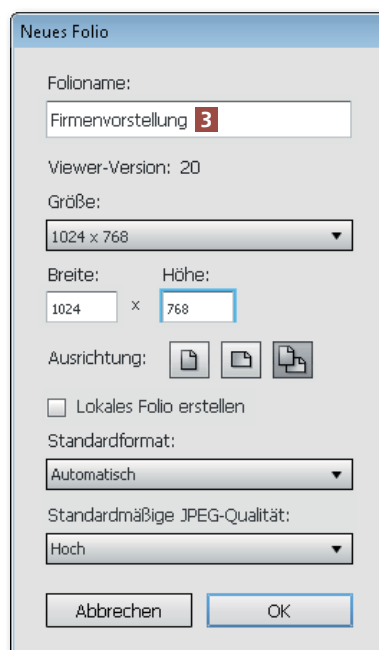 Neues Folio
Folioname:
Firmenvorstellung 3
Viewer-Version: 20
Größe:
1024 x 768
Breite: Höhe:
1024 x 768
Ausrichtung:
Lokales Folio erstellen
Standardformat:
Automatisch
Standardmäßige JPEG-Qualität:
Hoch
Abbrechen OK